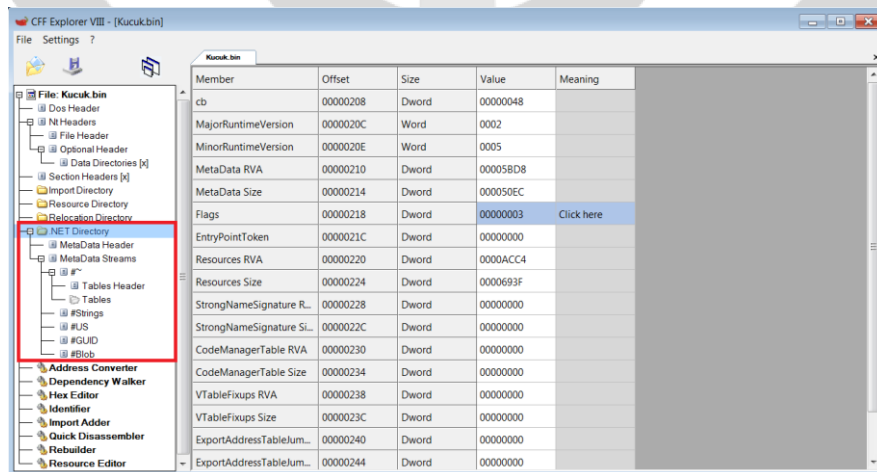 CFF Explorer VIII - [Kucuk.bin]
File Settings ?
Kucuk.bin
File: Kucuk.bin
Dos Header
Nt Headers
File Header
Optional Header
Data Directories [x]
Section Headers [x]
Import Directory
Resource Directory
Relocation Directory
.NET Directory
MetaData Header
MetaData Streams
#~
Tables Header
Tables
#Strings
#US
#GUID
#Blob
Address Converter
Dependency Walker
Hex Editor
Identifier
Import Adder
Quick Disassembler
Rebuilder
Resource Editor
Member Offset Size Value Meaning
cb 00000208 Dword 00000048
MajorRuntimeVersion 0000020C Word 0002
MinorRuntimeVersion 0000020E Word 0005
MetaData RVA 00000210 Dword 00005BD8
MetaData Size 00000214 Dword 000050EC
Flags 00000218 Dword 00000003 Click here
EntryPointToken 0000021C Dword 00000000
Resources RVA 00000220 Dword 0000ACC4
Resources Size 00000224 Dword 0000693F
StrongNameSignature R... 00000228 Dword 00000000
StrongNameSignature Si... 0000022C Dword 00000000
CodeManagerTable RVA 00000230 Dword 00000000
CodeManagerTable Size 00000234 Dword 00000000
VTableFixups RVA 00000238 Dword 00000000
VTableFixups Size 0000023C Dword 00000000
ExportAddressTableJum... 00000240 Dword 00000000
ExportAddressTableJum... 00000244 Dword 00000000